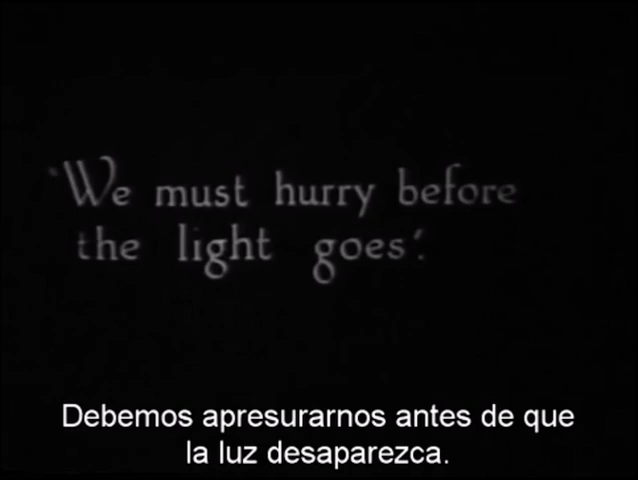 "We must hurry before
the light goes".
Debemos apresurarnos antes de que
la luz desaparezca.